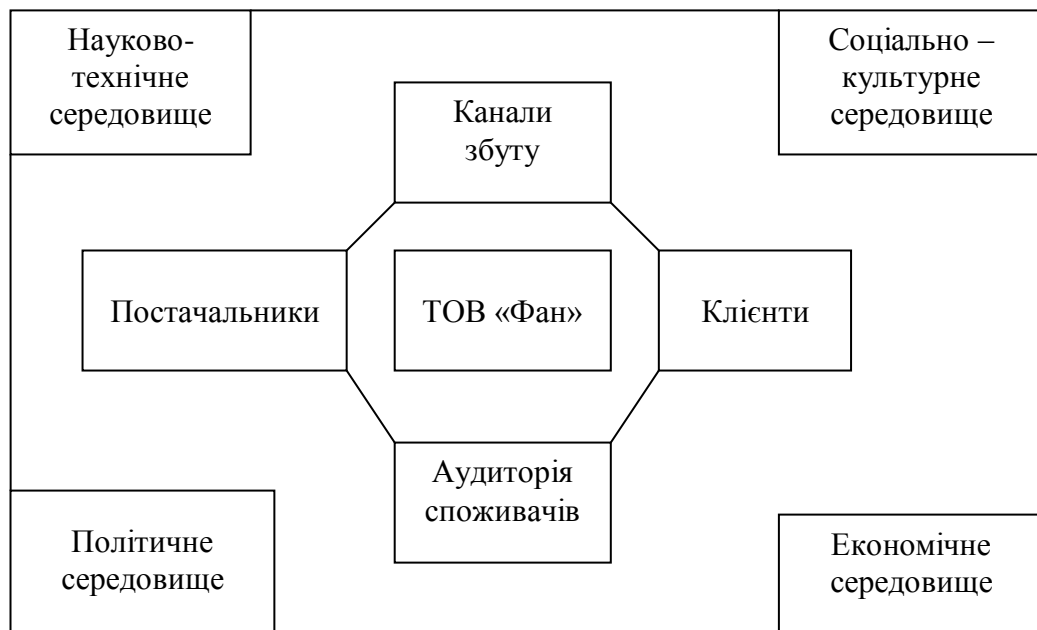 Науково-
технічне
середовище
Соціально –
культурне
середовище
Канали
збуту
Постачальники
ТОВ «Фан»
Клієнти
Аудиторія
споживачів
Політичне
середовище
Економічне
середовище